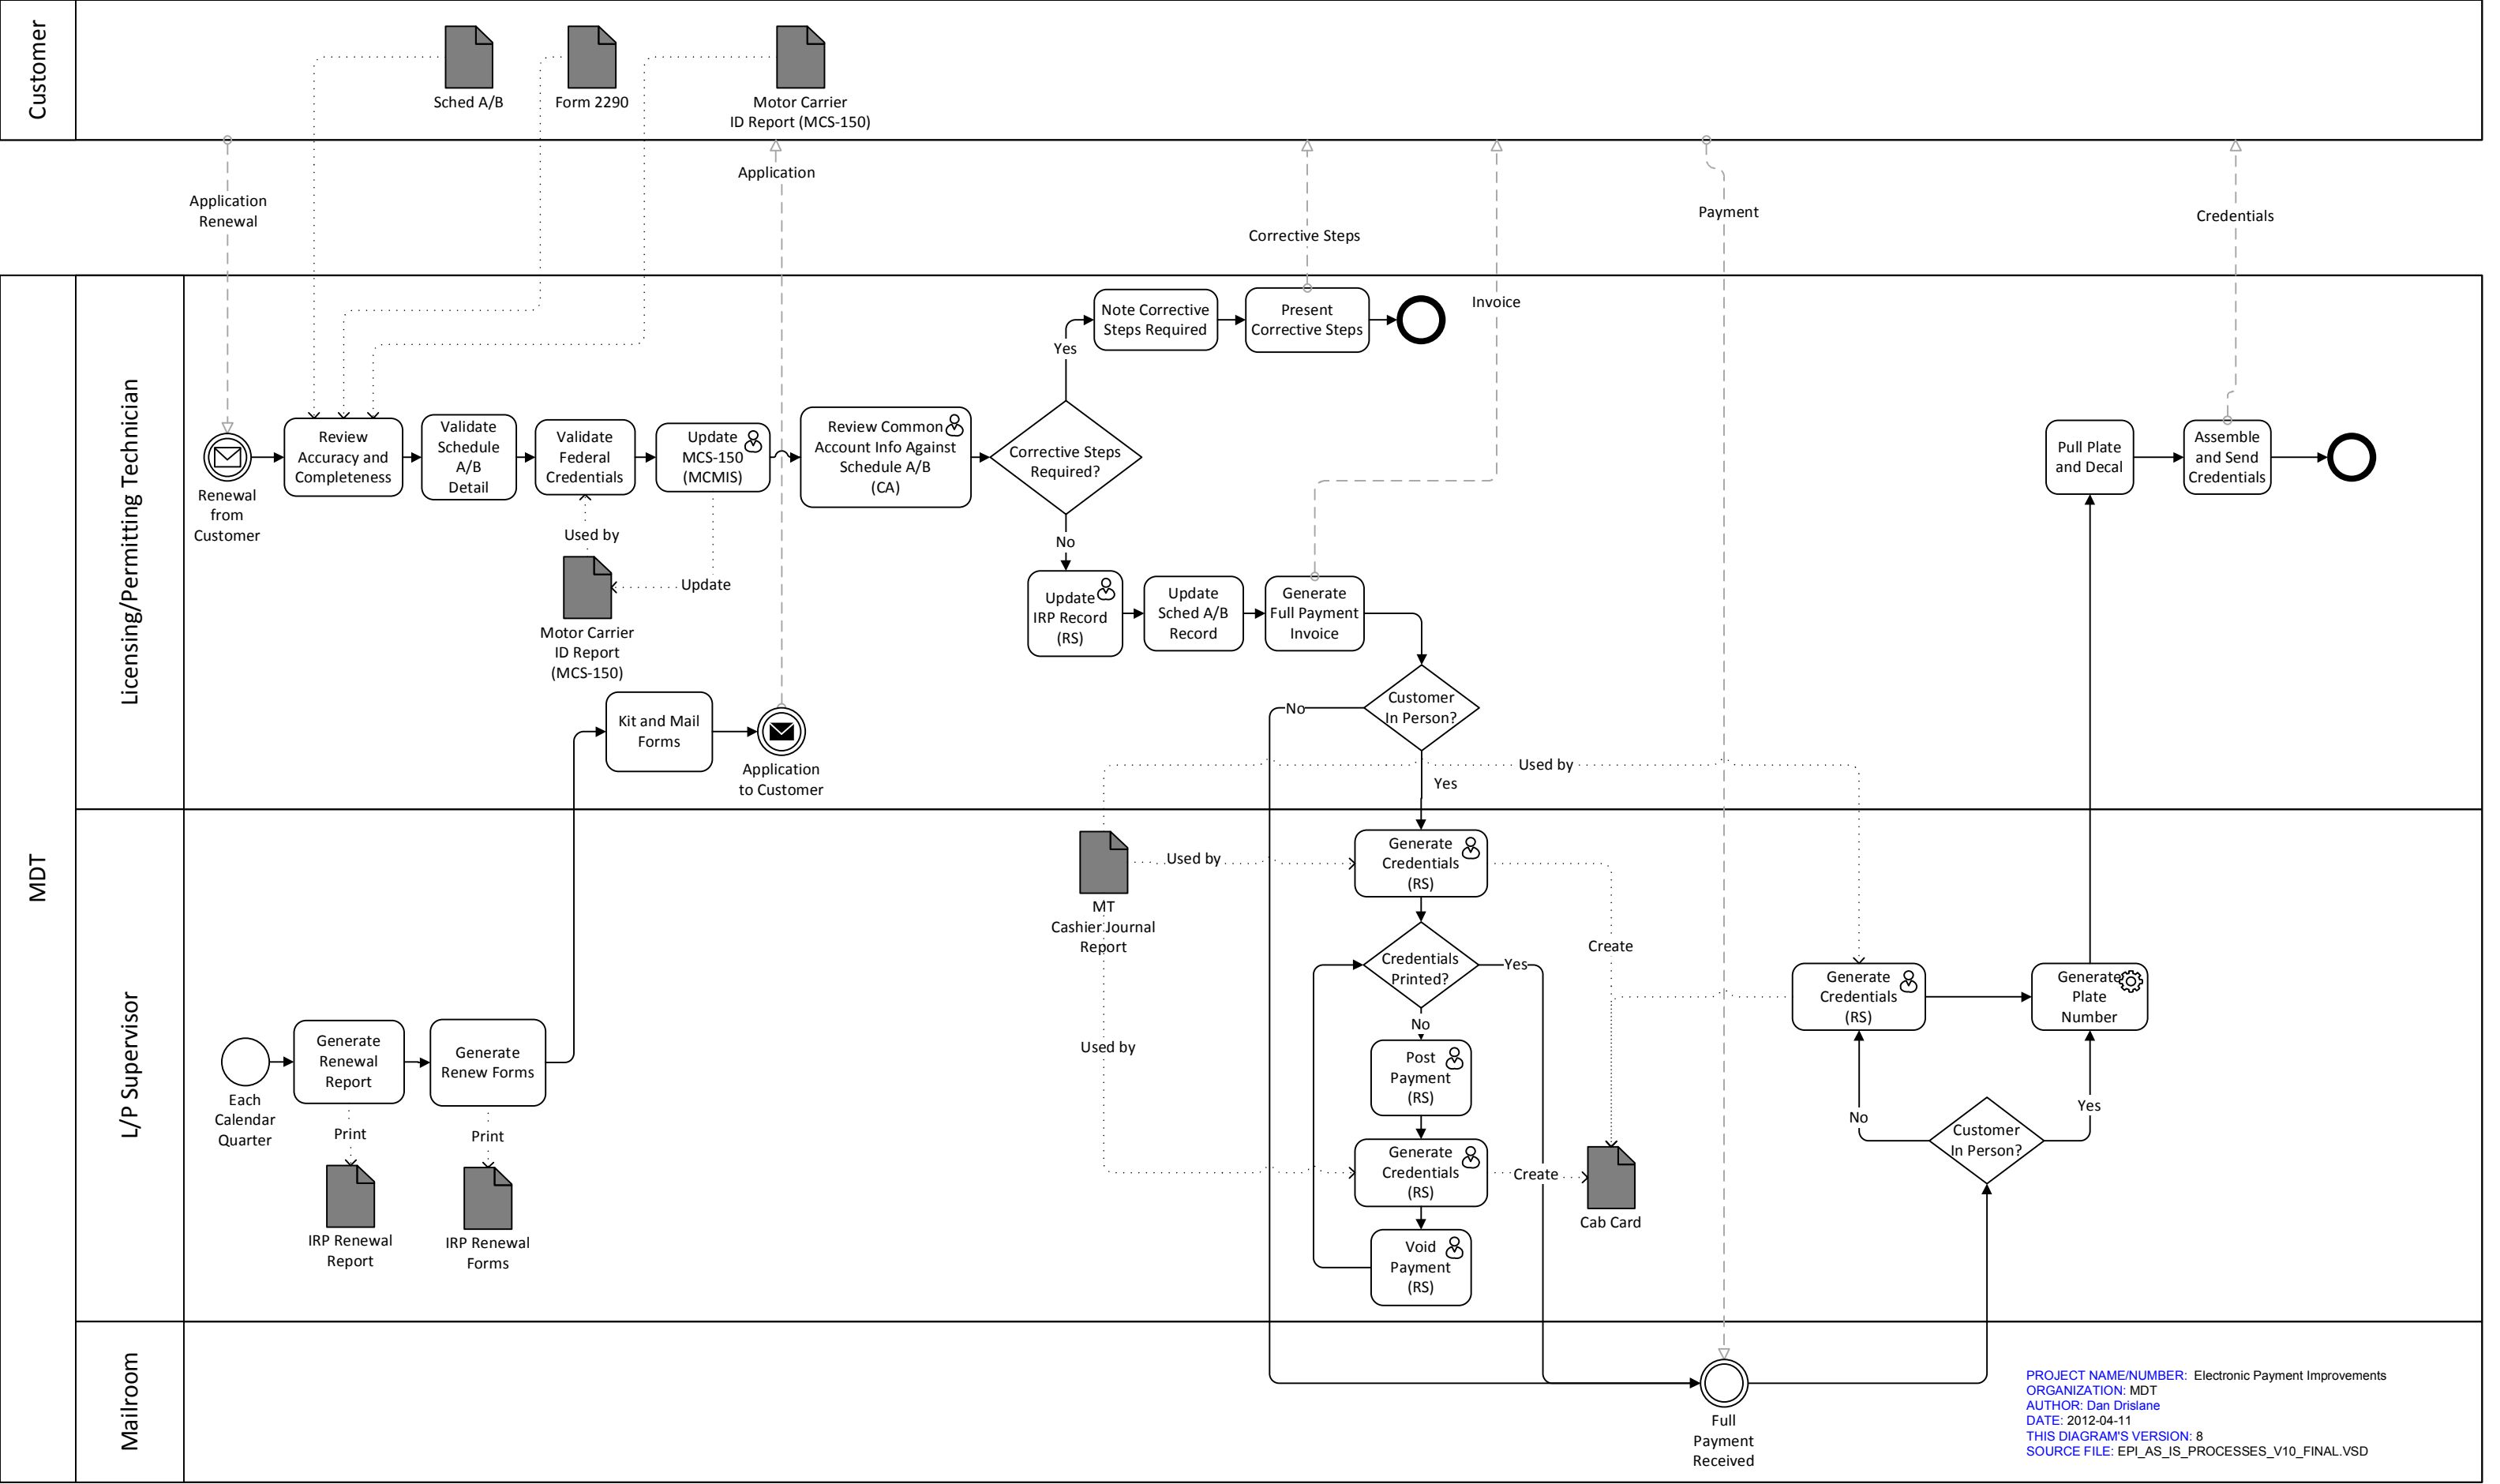 Customer
Sched A/B
Form 2290
Motor Carrier
ID Report (MCS-150)
Application
Renewal
Application
Corrective Steps
Invoice
Payment
Credentials
MDT
Licensing/Permitting Technician
Renewal
from
Customer
Review
Accuracy and
Completeness
Validate
Schedule
A/B
Detail
Validate
Federal
Credentials
Update
MCS-150
(MCMIS)
Review Common
Account Info Against
Schedule A/B
(CA)
Corrective Steps
Required?
Yes
Note Corrective
Steps Required
Present
Corrective Steps
No
Update
IRP Record
(RS)
Update
Sched A/B
Record
Generate
Full Payment
Invoice
Used by
Update
Motor Carrier
ID Report
(MCS-150)
Kit and Mail
Forms
Application
to Customer
Customer
In Person?
No
Yes
Used by
Pull Plate
and Decal
Assemble
and Send
Credentials
L/P Supervisor
Each
Calendar
Quarter
Generate
Renewal
Report
Generate
Renew Forms
Print
Print
IRP Renewal
Report
IRP Renewal
Forms
MT
Cashier Journal
Report
Used by
Used by
Generate
Credentials
(RS)
Credentials
Printed?
Yes
No
Post
Payment
(RS)
Generate
Credentials
(RS)
Void
Payment
(RS)
Create
Create
Cab Card
Generate
Credentials
(RS)
Generate
Plate
Number
No
Yes
Customer
In Person?
Mailroom
Full
Payment
Received
PROJECT NAME/NUMBER: Electronic Payment Improvements
ORGANIZATION: MDT
AUTHOR: Dan Drislane
DATE: 2012-04-11
THIS DIAGRAM'S VERSION: 8
SOURCE FILE: EPI_AS_IS_PROCESSES_V10_FINAL.VSD